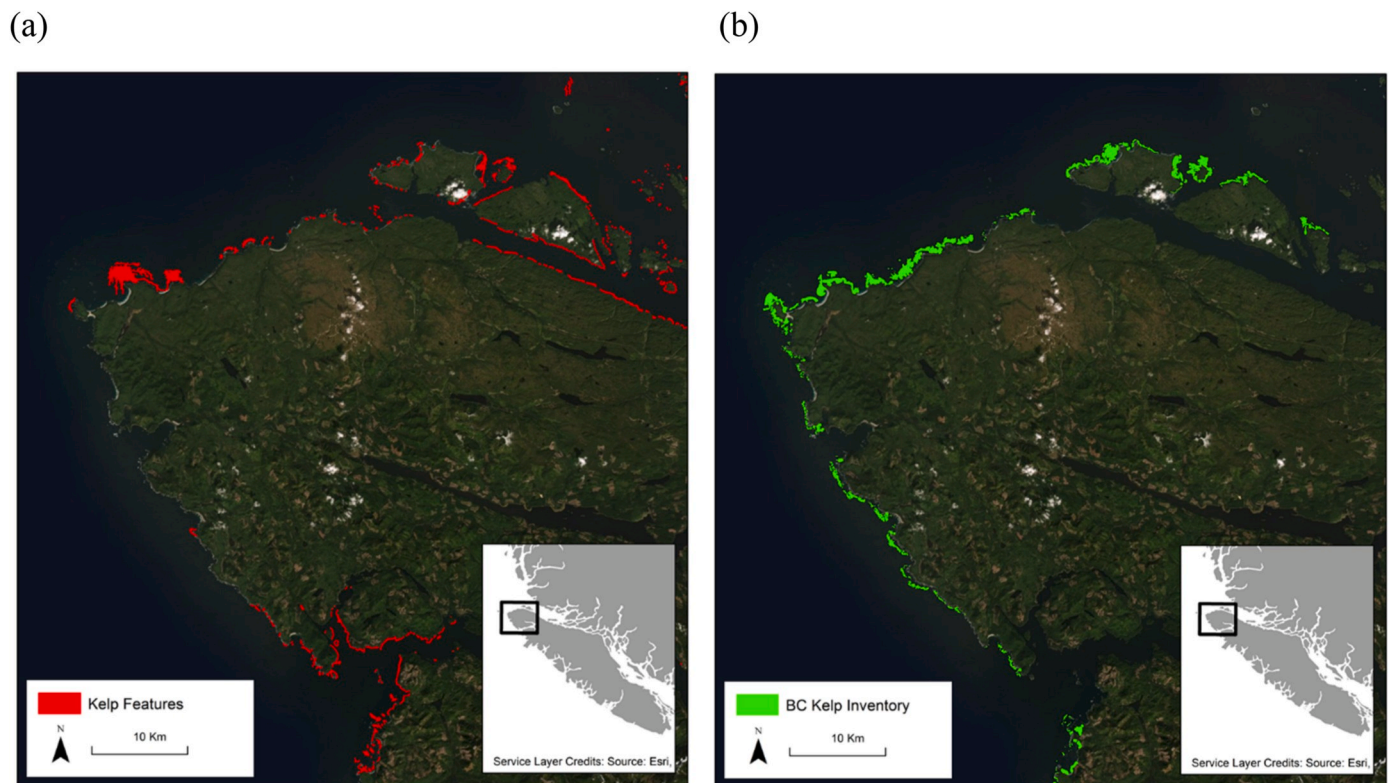 (a)
(b)
Kelp Features
N
10 Km
Service Layer Credits: Source: Esri,
BC Kelp Inventory
N
10 Km
Service Layer Credits: Source: Esri,